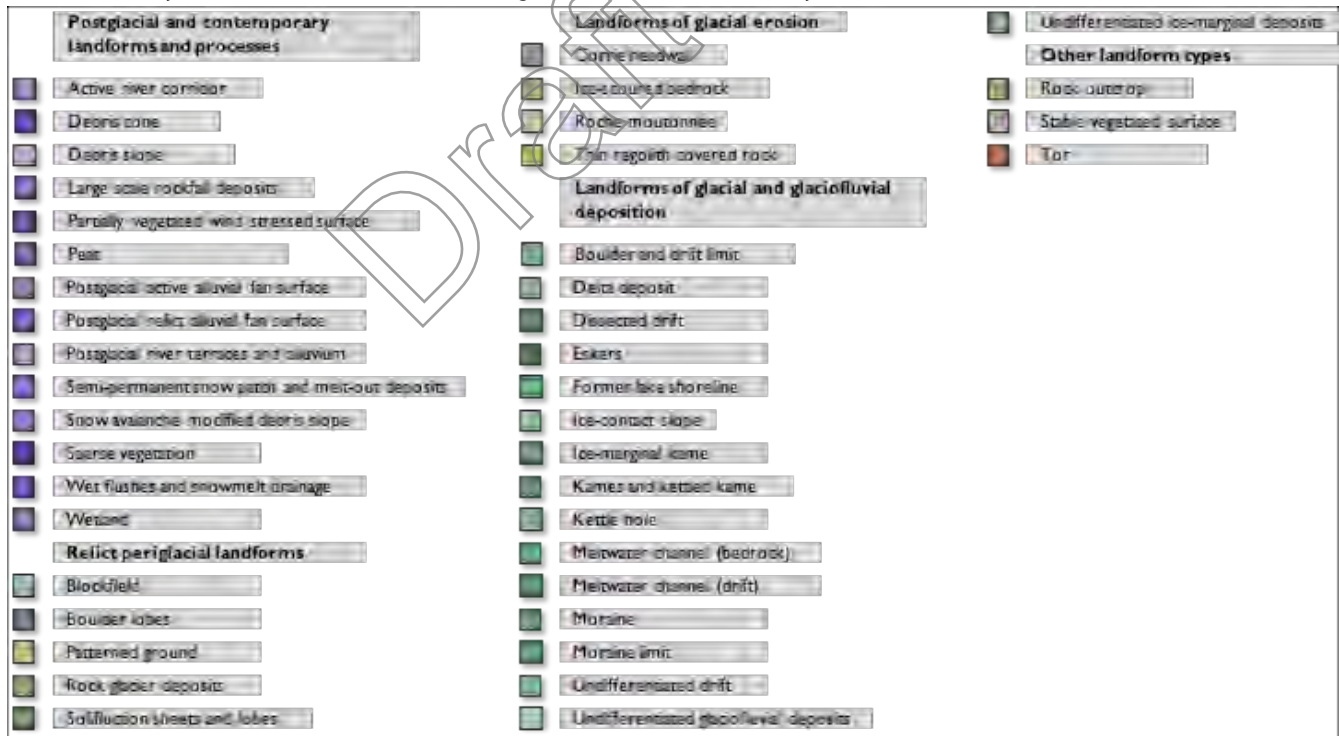 Postglacial and contemporary
landforms and processes
Active river corridor
Debris cone
Debris slope
Large scale rockfall deposits
Partially vegetated wind stressed surface
Peat
Postglacial active alluvial fan surface
Postglacial relict alluvial fan surface
Postglacial river terraces and alluvium
Semi-permanent snow patch and melt-out deposits
Snow avalanche modified debris slope
Sparse vegetation
Wet flushes and snowmelt drainage
Wetland
Relict periglacial landforms
Blockfield
Boulder lobes
Patterned ground
Rock glacier deposits
Solifluction sheets and lobes
Landforms of glacial erosion
Corrie headwall
Ice-scoured bedrock
Roche moutonnee
Thin regolith covered rock
Landforms of glacial and glaciofluvial
deposition
Boulder and drift limit
Delta deposit
Dissected drift
Eskers
Former lake shoreline
Ice-contact slope
Ice-marginal kame
Kames and kettled kame
Kettle hole
Meltwater channel (bedrock)
Meltwater channel (drift)
Moraine
Moraine limit
Undifferentiated drift
Undifferentiated glaciofluvial deposits
Undifferentiated ice-marginal deposits
Other landform types
Rock outcrop
Stable vegetated surface
Tor
Draft